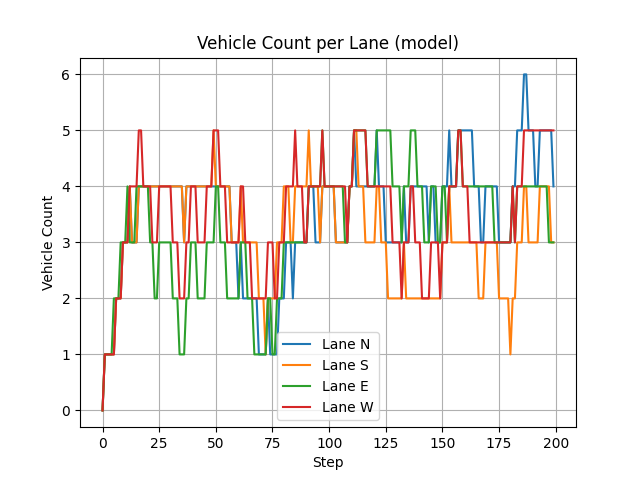 Vehicle Count per Lane (model)
6
5
4
3
2
1
0
Vehicle Count
Lane N
Lane S
Lane E
Lane W
0 25 50 75 100 125 150 175 200
Step